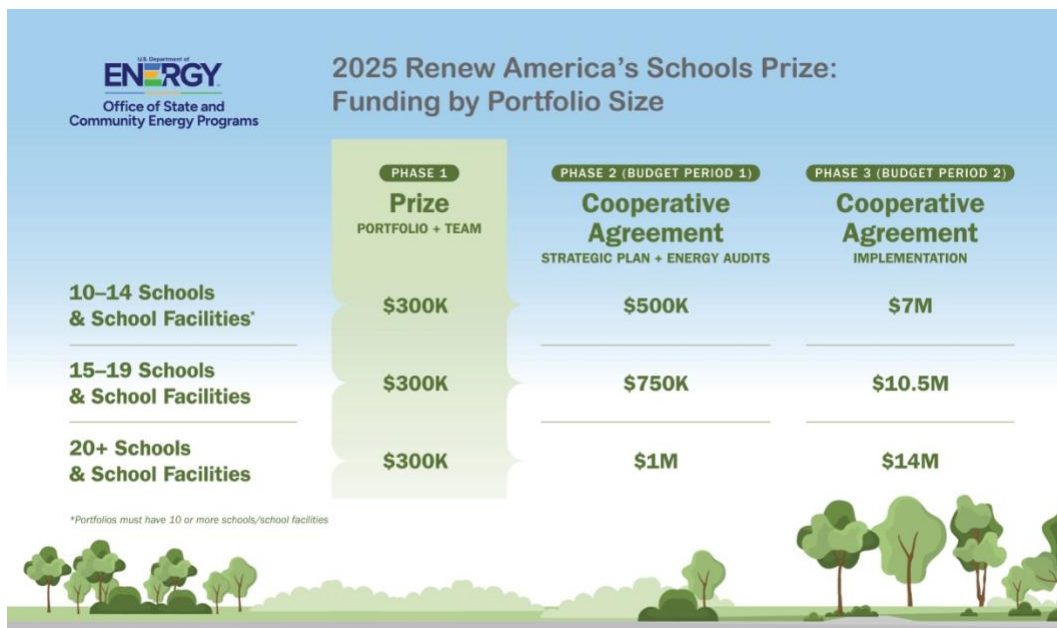 U.S. Department of
ENERGY
Office of State and
Community Energy Programs
2025 Renew America's Schools Prize:
Funding by Portfolio Size
PHASE 1
Prize
PORTFOLIO + TEAM
PHASE 2 (BUDGET PERIOD 1)
Cooperative
Agreement
STRATEGIC PLAN + ENERGY AUDITS
PHASE 3 (BUDGET PERIOD 2)
Cooperative
Agreement
IMPLEMENTATION
10–14 Schools
& School Facilities*
$300K
$500K
$7M
15–19 Schools
& School Facilities
$300K
$750K
$10.5M
20+ Schools
& School Facilities
$300K
$1M
$14M
*Portfolios must have 10 or more schools/school facilities